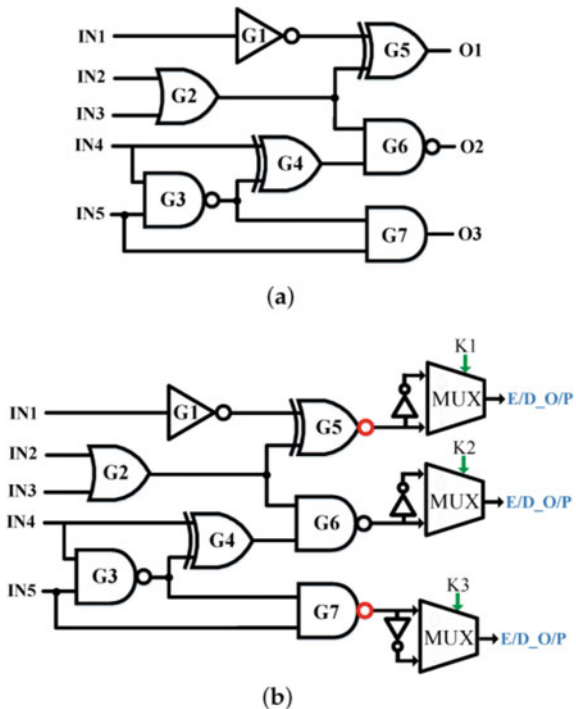 IN1
G1
G5
O1
IN2
G2
IN3
IN4
G4
G6
O2
G3
IN5
G7
O3
(a)
K1
MUX
E/D_O/P
IN1
G1
G5
IN2
G2
K2
IN3
MUX
E/D_O/P
IN4
G4
G6
G3
K3
IN5
G7
MUX
E/D_O/P
(b)